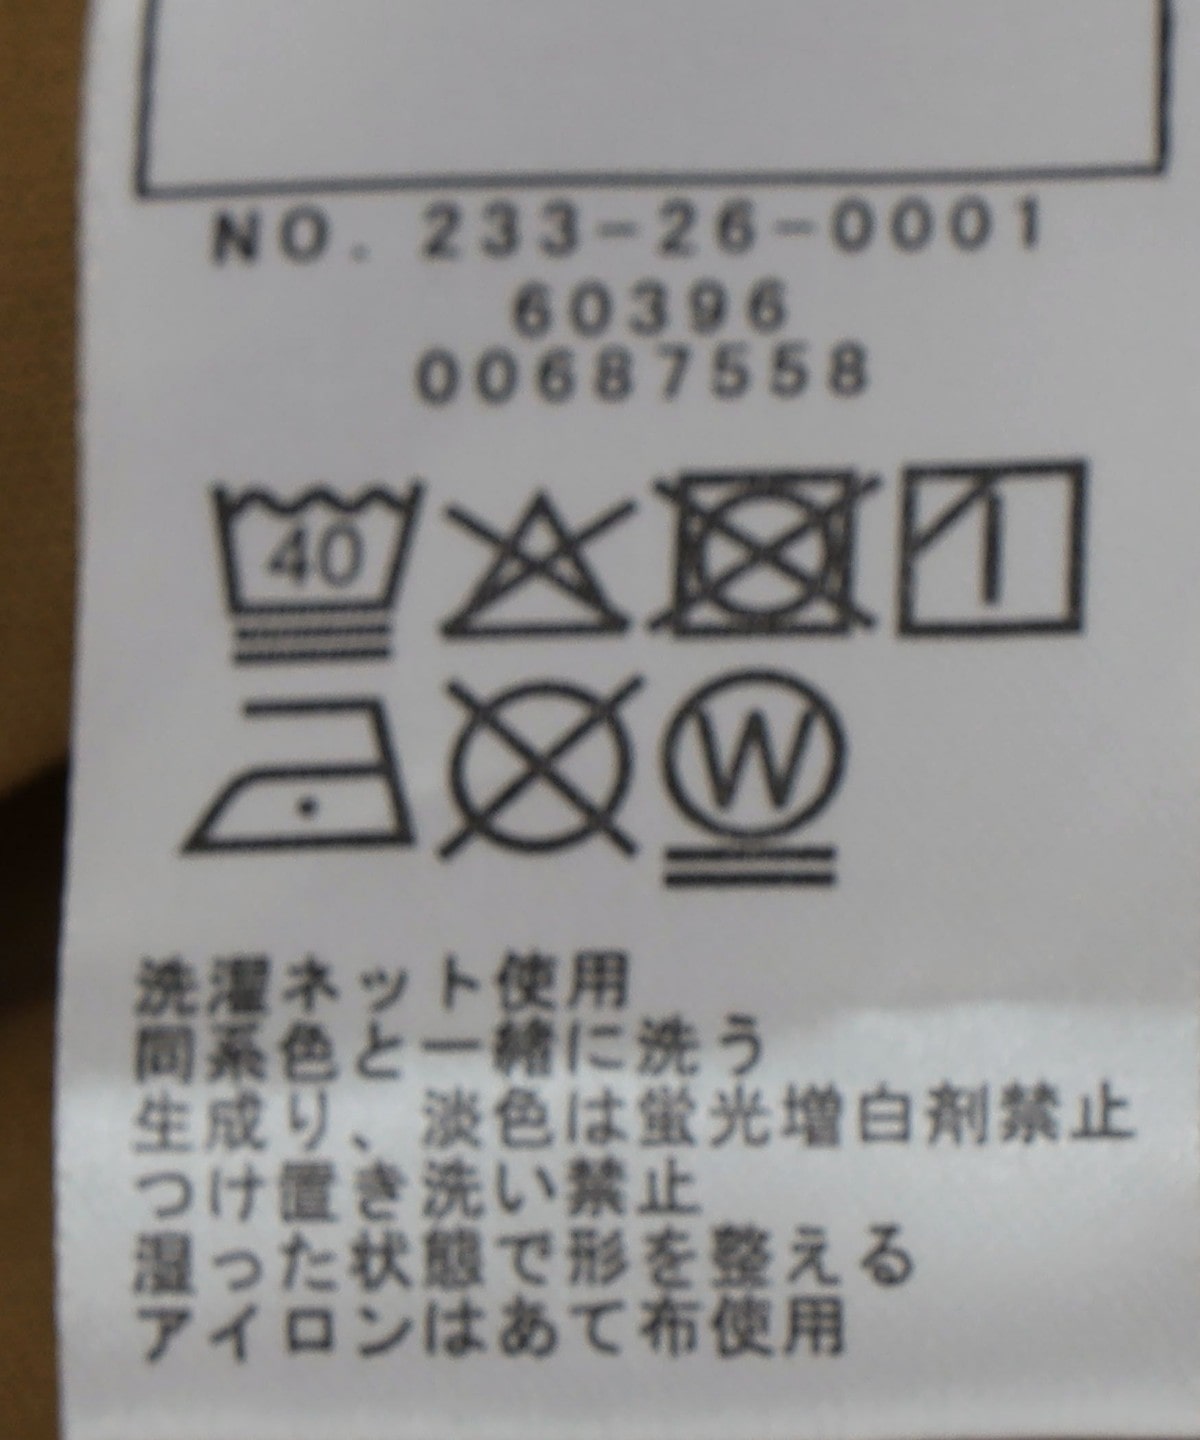 NO. 233-26-0001
60396
00687558
40
W
洗濯ネット使用
同系色と一緒に洗う
生成り、淡色は蛍光増白剤禁止
つけ置き洗い禁止
湿った状態で形を整える
アイロンはあて布使用